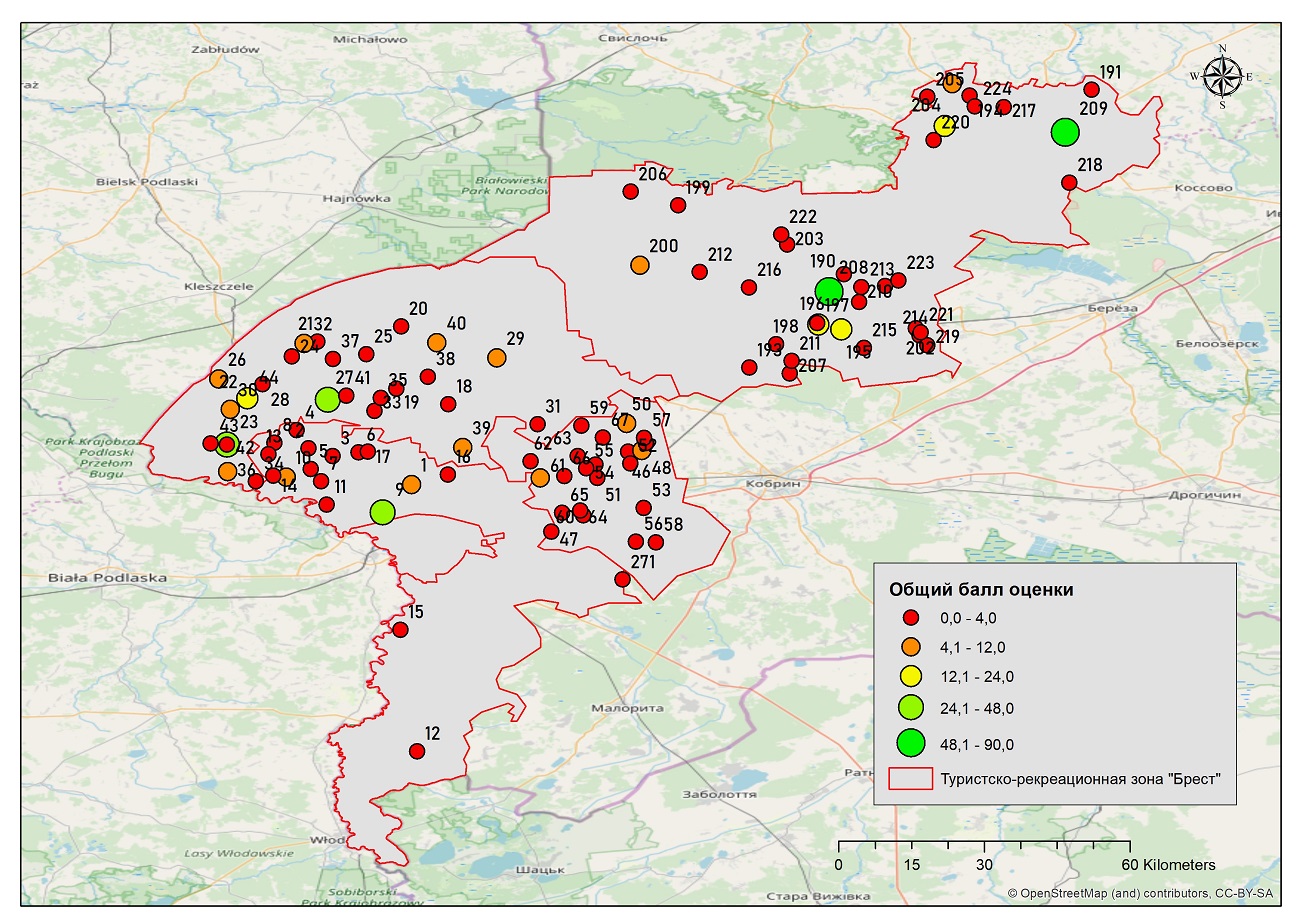 Michałowo
Свислочь
Zabłudów
N
W
E
S
191
205
224
204
194
217
209
220
Bielsk Podlaski
Hajnówka
Białowieski
Park Narodowy
206
199
218
Коссово
222
203
200
212
216
190
208
213
223
210
Kleszczele
196
197
Берёза
20
40
29
2132
37
25
24
198
215
214
221
219
202
195
211
193
207
Белоозёрск
26
38
22
44
30
28
27
41
35
18
33
19
4
23
43
42
39
31
59
50
67
57
62
63
55
52
66
61
54
46
48
Park Krajobrazowy
Podlaski
Przełom
Bugu
8
13
3
6
17
5
10
7
36
34
14
11
1
16
9
Кобрин
Дрогичин
65
51
53
60
64
47
56
58
271
Biała Podlaska
15
Общий балл оценки
0,0 - 4,0
4,1 - 12,0
12,1 - 24,0
24,1 - 48,0
48,1 - 90,0
Туристско-рекреационная зона "Брест"
Малорита
12
Ратн
Заболоття
Włod
Lasy Włodawskie
Шацьк
Sobiborski
Park Krajobrazowy
Стара Вижівка
0 15 30 60 Kilometers
© OpenStreetMap (and) contributors, CC-BY-SA